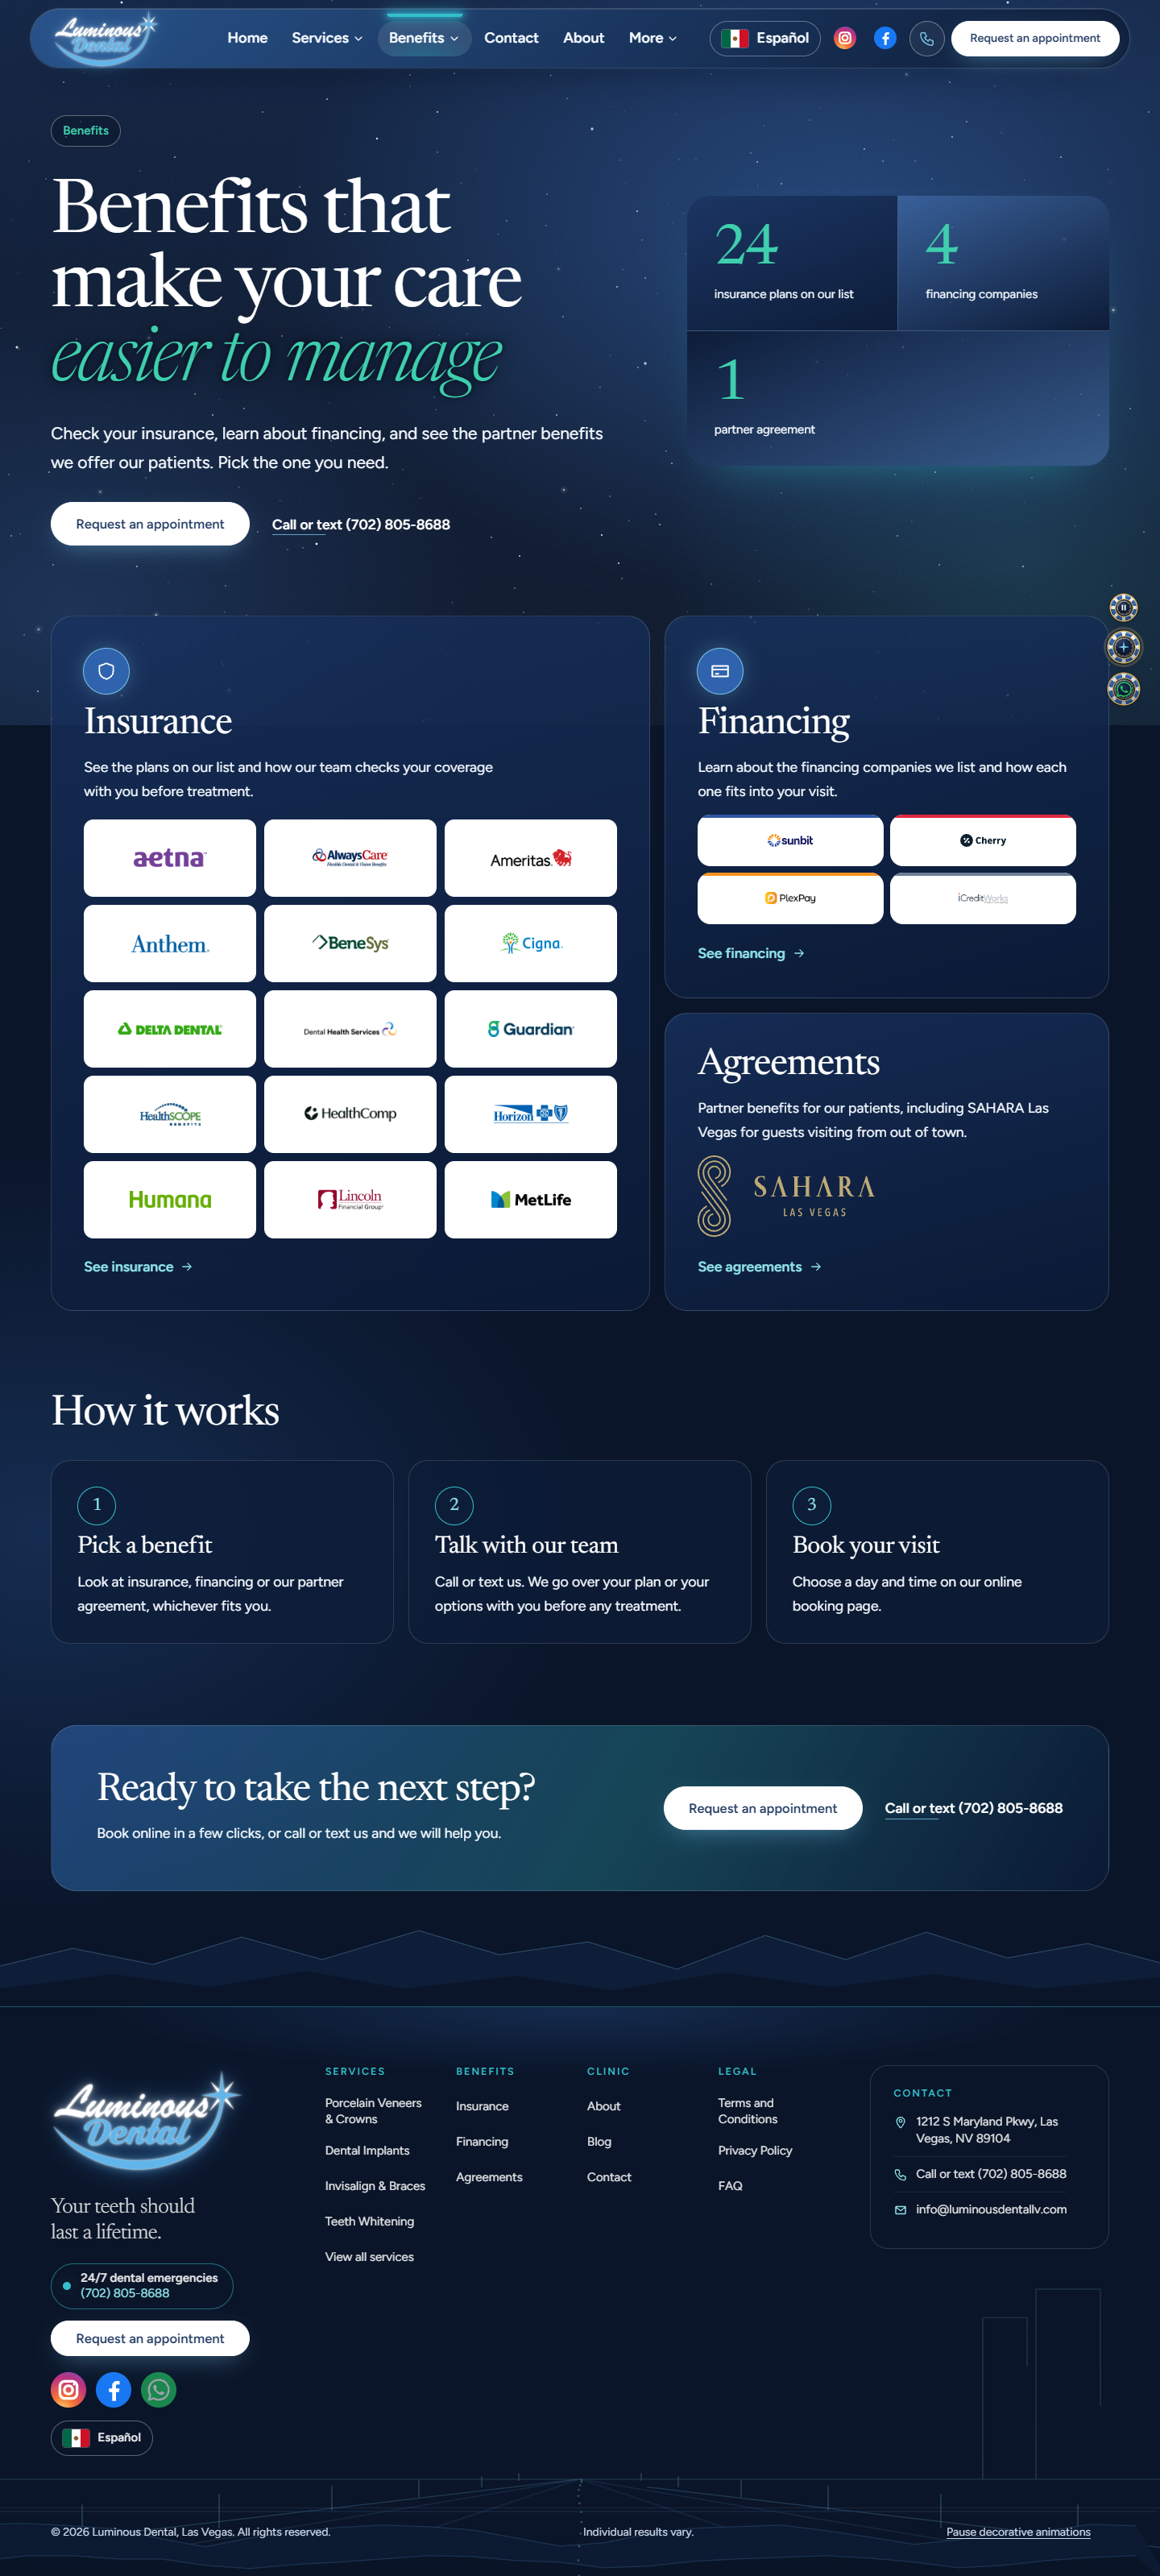 Luminous
Dental
Home
Services
Benefits
Contact
About
More
Español
Request an appointment
Benefits
Benefits that
make your care
easier to manage
Check your insurance, learn about financing, and see the partner benefits
we offer our patients. Pick the one you need.
Request an appointment
Call or text (702) 805-8688
24
insurance plans on our list
4
financing companies
1
partner agreement
Insurance
See the plans on our list and how our team checks your coverage
with you before treatment.
aetna
AlwaysCare
Flexible Dental & Vision Benefits
Ameritas
Anthem
BeneSys
Cigna
DELTA DENTAL
Dental Health Services
Guardian
HealthSCOPE
BENEFITS
HealthComp
Horizon
Humana
Lincoln
Financial Group
MetLife
See insurance
Financing
Learn about the financing companies we list and how each
one fits into your visit.
sunbit
Cherry
PlexPay
iCreditWorks
See financing
Agreements
Partner benefits for our patients, including SAHARA Las
Vegas for guests visiting from out of town.
SAHARA
LAS VEGAS
See agreements
How it works
1
Pick a benefit
Look at insurance, financing or our partner
agreement, whichever fits you.
2
Talk with our team
Call or text us. We go over your plan or your
options with you before any treatment.
3
Book your visit
Choose a day and time on our online
booking page.
Ready to take the next step?
Book online in a few clicks, or call or text us and we will help you.
Request an appointment
Call or text (702) 805-8688
Luminous
Dental
Your teeth should
last a lifetime.
24/7 dental emergencies
(702) 805-8688
Request an appointment
Español
SERVICES
Porcelain Veneers
& Crowns
Dental Implants
Invisalign & Braces
Teeth Whitening
View all services
BENEFITS
Insurance
Financing
Agreements
CLINIC
About
Blog
Contact
LEGAL
Terms and
Conditions
Privacy Policy
FAQ
CONTACT
1212 S Maryland Pkwy, Las
Vegas, NV 89104
Call or text (702) 805-8688
info@luminousdentallv.com
© 2026 Luminous Dental, Las Vegas. All rights reserved.
Individual results vary.
Pause decorative animations